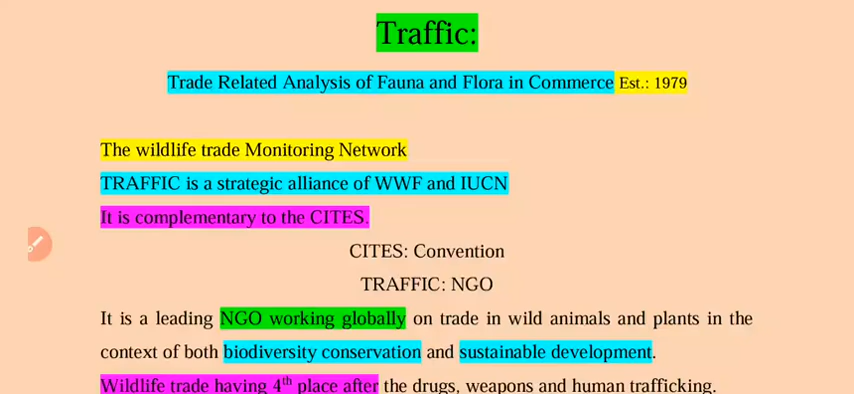 Traffic:
Trade Related Analysis of Fauna and Flora in Commerce Est.: 1979
The wildlife trade Monitoring Network
TRAFFIC is a strategic alliance of WWF and IUCN
It is complementary to the CITES.
CITES: Convention
TRAFFIC: NGO
It is a leading NGO working globally on trade in wild animals and plants in the
context of both biodiversity conservation and sustainable development.
Wildlife trade having 4th place after the drugs, weapons and human trafficking.